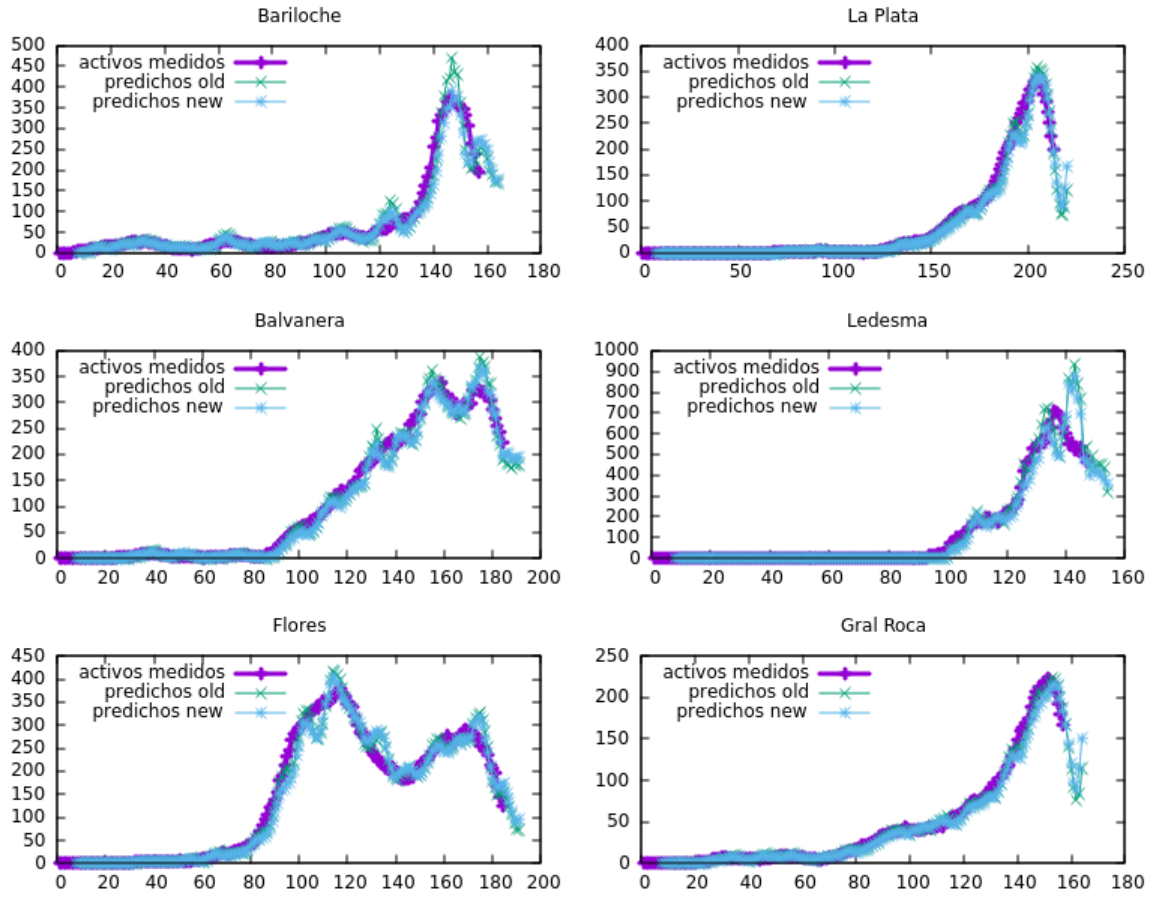 Bariloche
500
450
400
350
300
250
200
150
100
50
0
activos medidos
predichos old
predichos new
0 20 40 60 80 100 120 140 160 180
La Plata
400
350
300
250
200
150
100
50
0
activos medidos
predichos old
predichos new
0 50 100 150 200 250
Balvanera
400
350
300
250
200
150
100
50
0
activos medidos
predichos old
predichos new
0 20 40 60 80 100 120 140 160 180 200
Ledesma
1000
900
800
700
600
500
400
300
200
100
0
activos medidos
predichos old
predichos new
0 20 40 60 80 100 120 140 160
Flores
450
400
350
300
250
200
150
100
50
0
activos medidos
predichos old
predichos new
0 20 40 60 80 100 120 140 160 180 200
Gral Roca
250
200
150
100
50
0
activos medidos
predichos old
predichos new
0 20 40 60 80 100 120 140 160 180